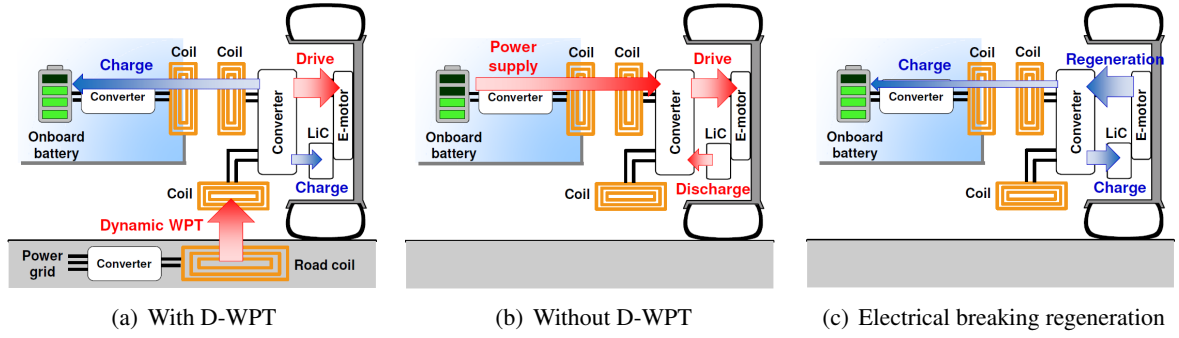 Coil
Coil
Charge
Drive
Converter
Converter
E-motor
LiC
Onboard
battery
Charge
Coil
Dynamic WPT
Power
grid
Converter
Road coil
(a) With D-WPT
Power
supply
Coil
Coil
Drive
Converter
Converter
E-motor
LiC
Onboard
battery
Discharge
Coil
(b) Without D-WPT
Coil
Coil
Charge
Regeneration
Converter
Converter
E-motor
LiC
Onboard
battery
Charge
Coil
(c) Electrical breaking regeneration